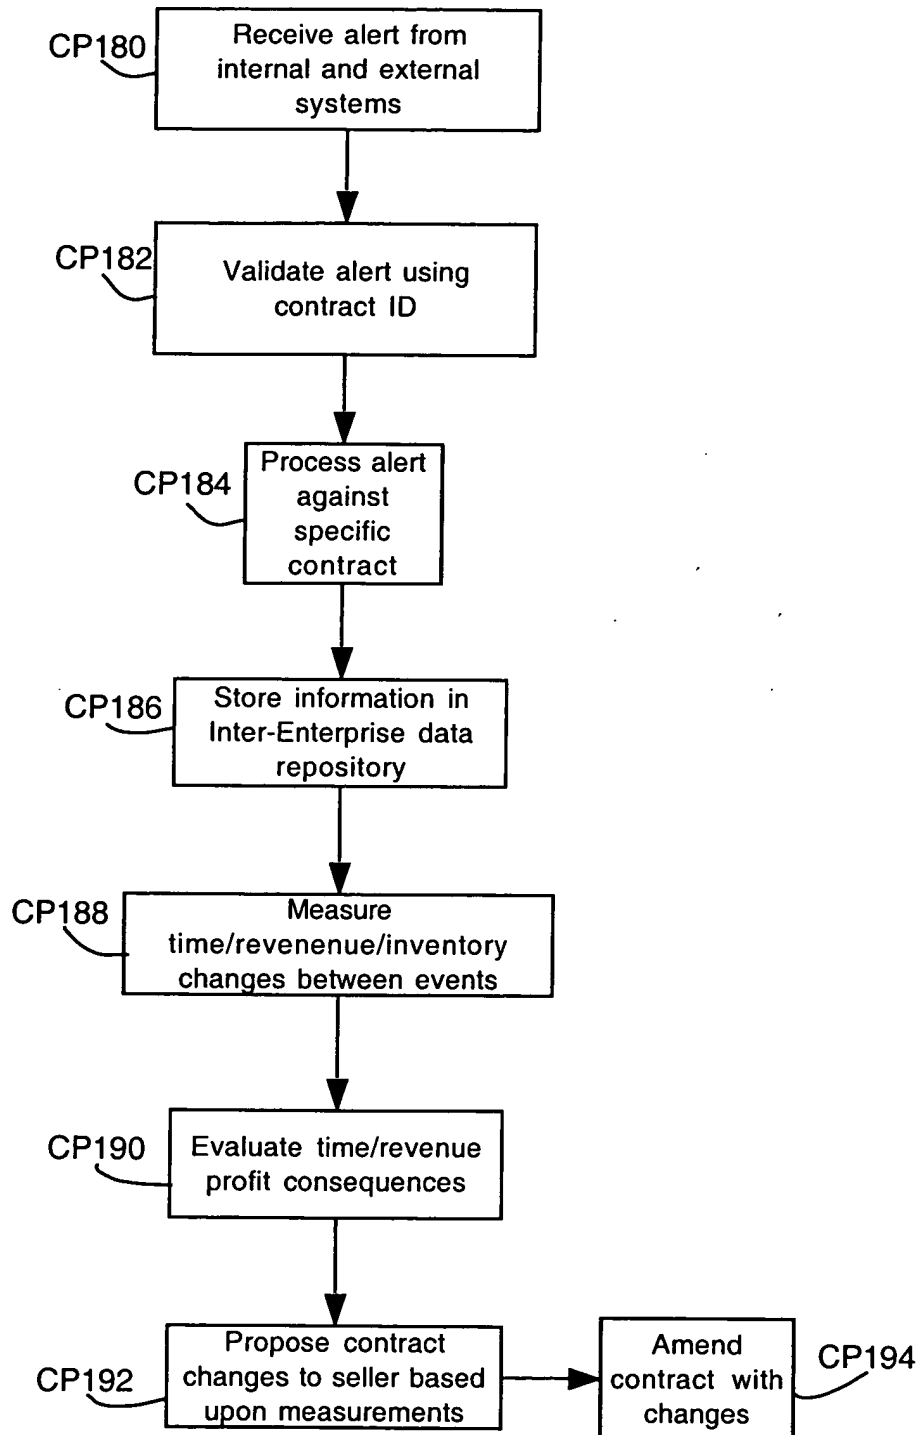 CP180
Receive alert from
internal and external
systems
CP182
Validate alert using
contract ID
CP184
Process alert
against
specific
contract
CP186
Store information in
Inter-Enterprise data
repository
CP188
Measure
time/revenenue/inventory
changes between events
CP190
Evaluate time/revenue
profit consequences
CP192
Propose contract
changes to seller based
upon measurements
Amend
contract with
changes
CP194